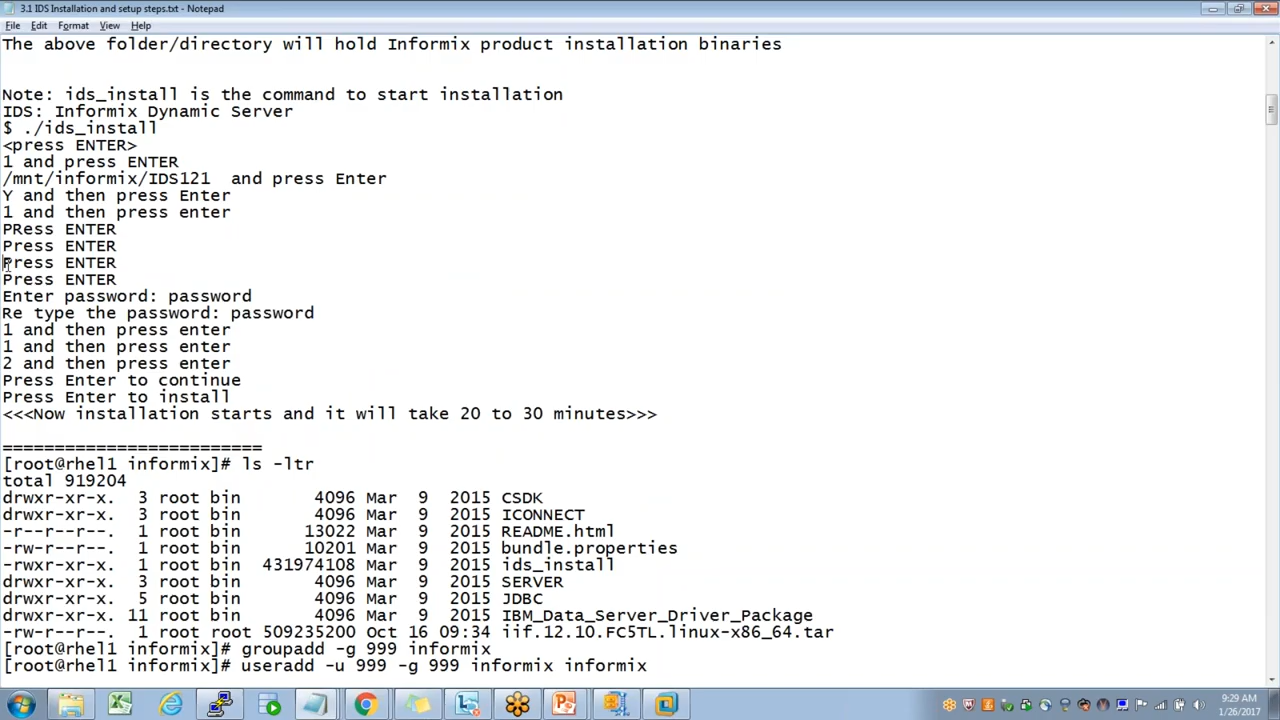 3.1 IDS Installation and setup steps.txt - Notepad
File Edit Format View Help
The above folder/directory will hold Informix product installation binaries
Note: ids_install is the command to start installation
IDS: Informix Dynamic Server
$ ./ids_install
<press ENTER>
1 and press ENTER
/mnt/informix/IDS121  and press Enter
Y and then press Enter
1 and then press enter
PRess ENTER
Press ENTER
Press ENTER
Press ENTER
Enter password: password
Re type the password: password
1 and then press enter
1 and then press enter
2 and then press enter
Press Enter to continue
Press Enter to install
<<<Now installation starts and it will take 20 to 30 minutes>>>
=========================
[root@rhel1 informix]# ls -ltr
total 919204
drwxr-xr-x.  3 root bin       4096 Mar  9  2015 CSDK
drwxr-xr-x.  3 root bin       4096 Mar  9  2015 ICONNECT
-r--r--r--.  1 root bin      13022 Mar  9  2015 README.html
-rw-r--r--.  1 root bin      10201 Mar  9  2015 bundle.properties
-rwxr-xr-x.  1 root bin  431974108 Mar  9  2015 ids_install
drwxr-xr-x.  3 root bin       4096 Mar  9  2015 SERVER
drwxr-xr-x.  5 root bin       4096 Mar  9  2015 JDBC
drwxr-xr-x. 11 root bin       4096 Mar  9  2015 IBM_Data_Server_Driver_Package
-rw-r--r--.  1 root root 509235200 Oct 16 09:34 iif.12.10.FC5TL.linux-x86_64.tar
[root@rhel1 informix]# groupadd -g 999 informix
[root@rhel1 informix]# useradd -u 999 -g 999 informix informix
9:29 AM
1/26/2017